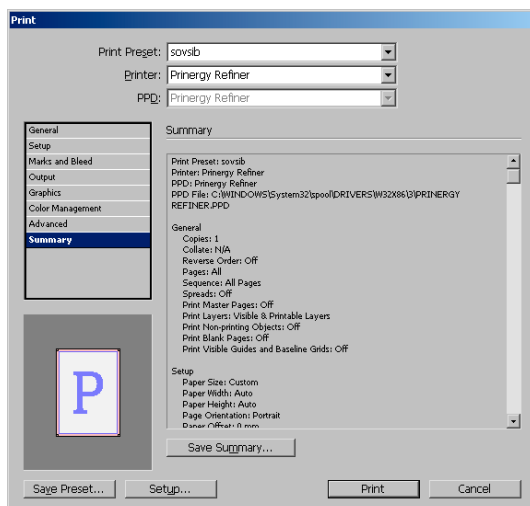 Print
Print Preset: sovsib
Printer: Prinergy Refiner
PPD: Prinergy Refiner
General
Setup
Marks and Bleed
Output
Graphics
Color Management
Advanced
Summary
Summary
Print Preset: sovsib
Printer: Prinergy Refiner
PPD: Prinergy Refiner
PPD File: C:\WINDOWS\System32\spool\DRIVERS\W32X86\3\PRINERGY
REFINER.PPD
General
Copies: 1
Collate: N/A
Reverse Order: Off
Pages: All
Sequence: All Pages
Spreads: Off
Print Master Pages: Off
Print Layers: Visible & Printable Layers
Print Non-printing Objects: Off
Print Blank Pages: Off
Print Visible Guides and Baseline Grids: Off
Setup
Paper Size: Custom
Paper Width: Auto
Paper Height: Auto
Page Orientation: Portrait
Paper Offset: 0 mm
P
Save Summary...
Save Preset...
Setup...
Print
Cancel